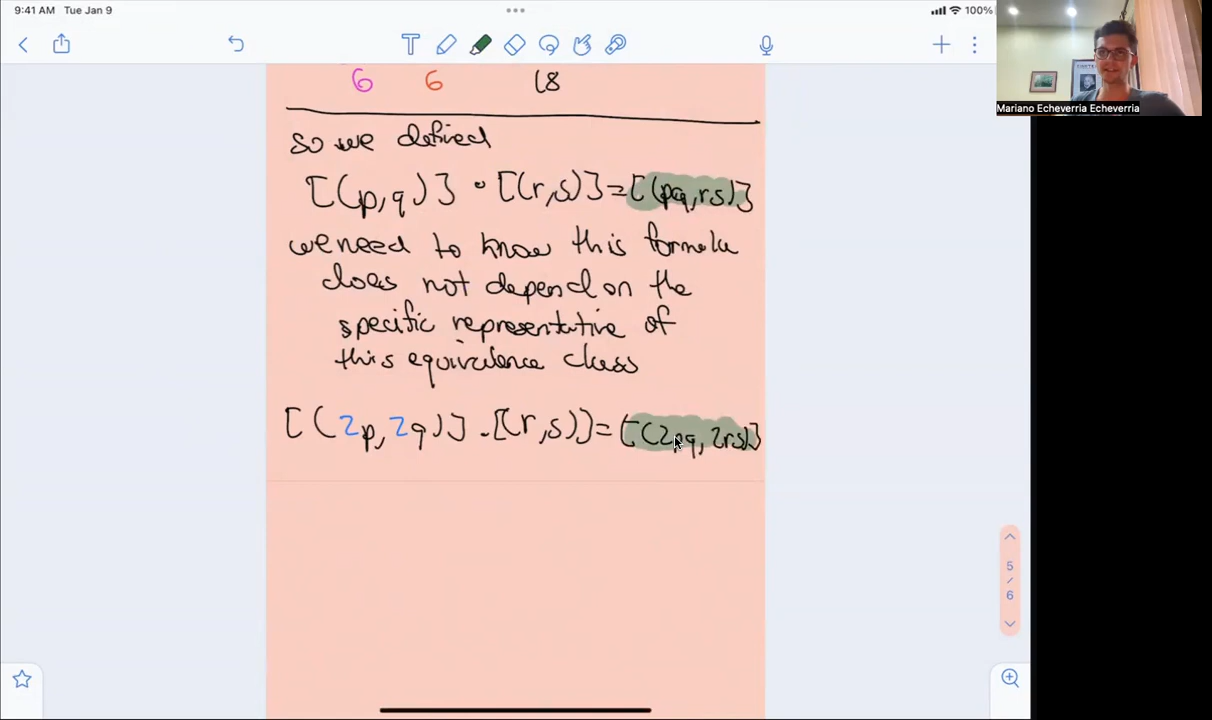 9:41 AM Tue Jan 9
100%
Mariano Echeverria Echeverria
6 6 18
so we defined
[(p,q)] · [(r,s)] = [(pq,rs)]
we need to know this formula
does not depend on the
specific representative of
this equivalence class
[(2p,2q)] . [(r,s)] = [(2pq, 2rs)]
5
/
6